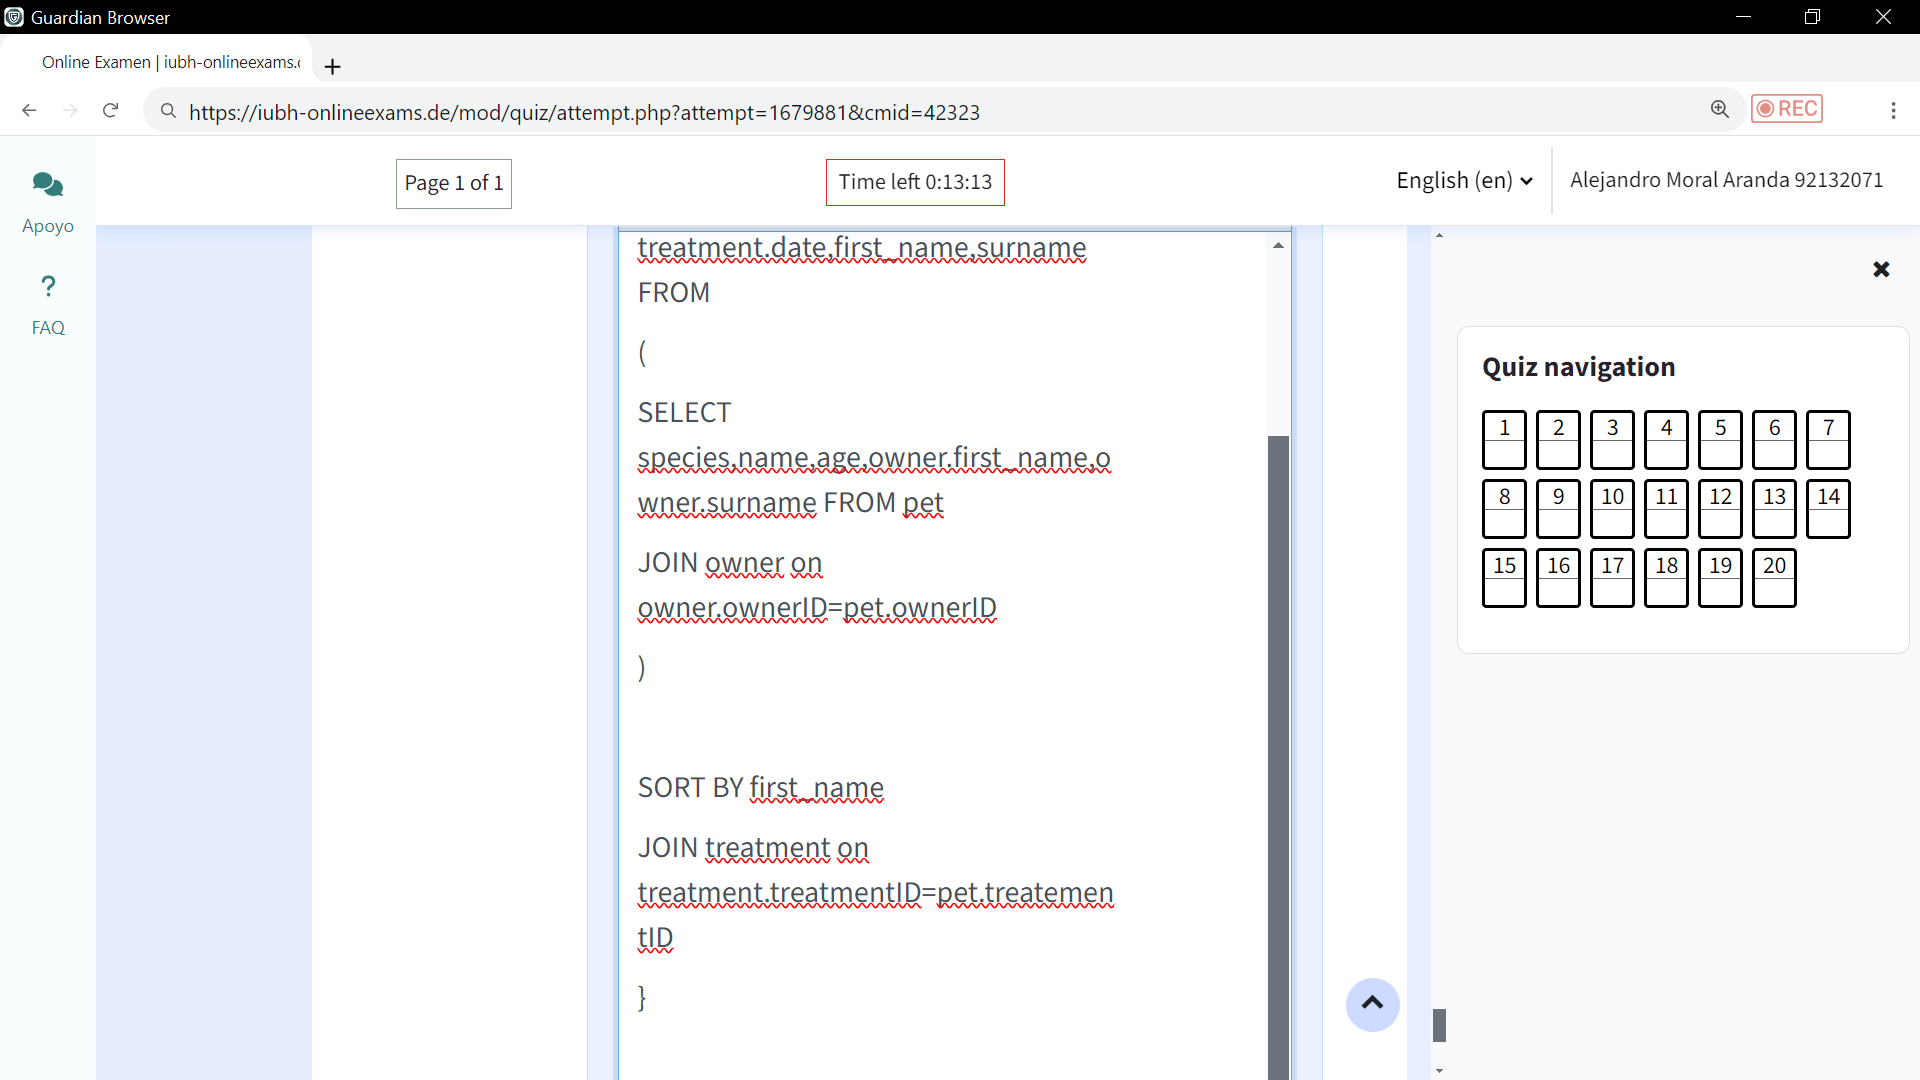 Guardian Browser
Online Examen | iubh-onlineexams.
https://iubh-onlineexams.de/mod/quiz/attempt.php?attempt=1679881&cmid=42323
REC
Page 1 of 1
Time left 0:13:13
English (en)
Alejandro Moral Aranda 92132071
Apoyo
?
FAQ
treatment.date,first_name,surname
FROM
(
SELECT
species,name,age,owner.first_name,o
wner.surname FROM pet
JOIN owner on
owner.ownerID=pet.ownerID
)
SORT BY first_name
JOIN treatment on
treatment.treatmentID=pet.treatemen
tID
}
Quiz navigation
1 2 3 4 5 6 7
8 9 10 11 12 13 14
15 16 17 18 19 20